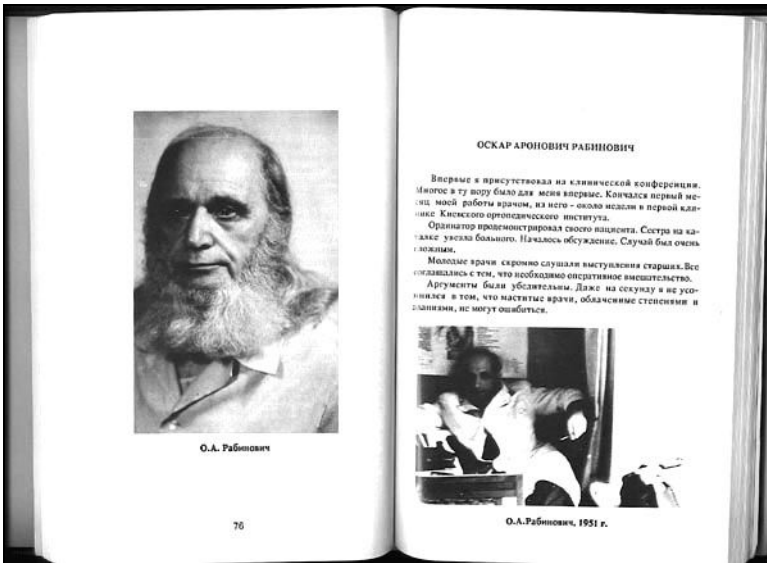 О.А. Рабинович
76
ОСКАР АРОНОВИЧ РАБИНОВИЧ
Впервые я присутствовал на клинической конференции.
Многое в ту пору было для меня впервые. Кончался первый ме-
сяц моей работы врачом, из него - около недели в первой кли-
нике Киевского ортопедического института.
Ординатор продемонстрировал своего пациента. Сестра на ка-
талке увезла больного. Началось обсуждение. Случай был очень
сложным.
Молодые врачи скромно слушали выступления старших. Все
соглашались с тем, что необходимо оперативное вмешательство.
Аргументы были убедительны. Даже на секунду я не усо-
мнился в том, что маститые врачи, облаченные степенями и
званиями, не могут ошибаться.
О.А.Рабинович, 1951 г.